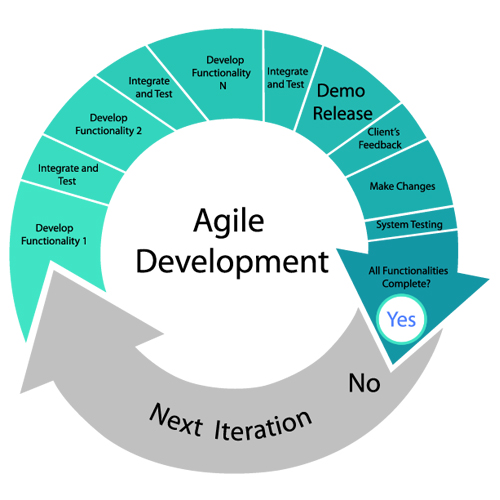 Agile
Development
Develop
Functionality 1
Integrate and
Test
Develop
Functionality 2
Integrate
and Test
Develop
Functionality
N
Integrate
and Test
Demo
Release
Client's
Feedback
Make Changes
System Testing
All Functionalities
Complete?
Yes
No
Next Iteration